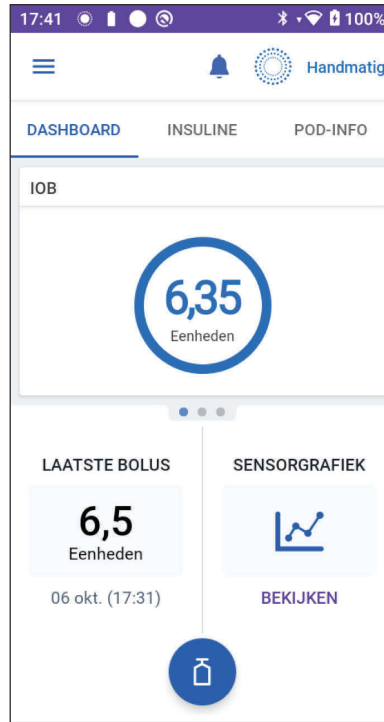 17:41 100%
Handmatig
DASHBOARD INSULINE POD-INFO
IOB
6,35
Eenheden
LAATSTE BOLUS SENSORGRAFIEK
6,5
Eenheden
06 okt. (17:31) BEKIJKEN